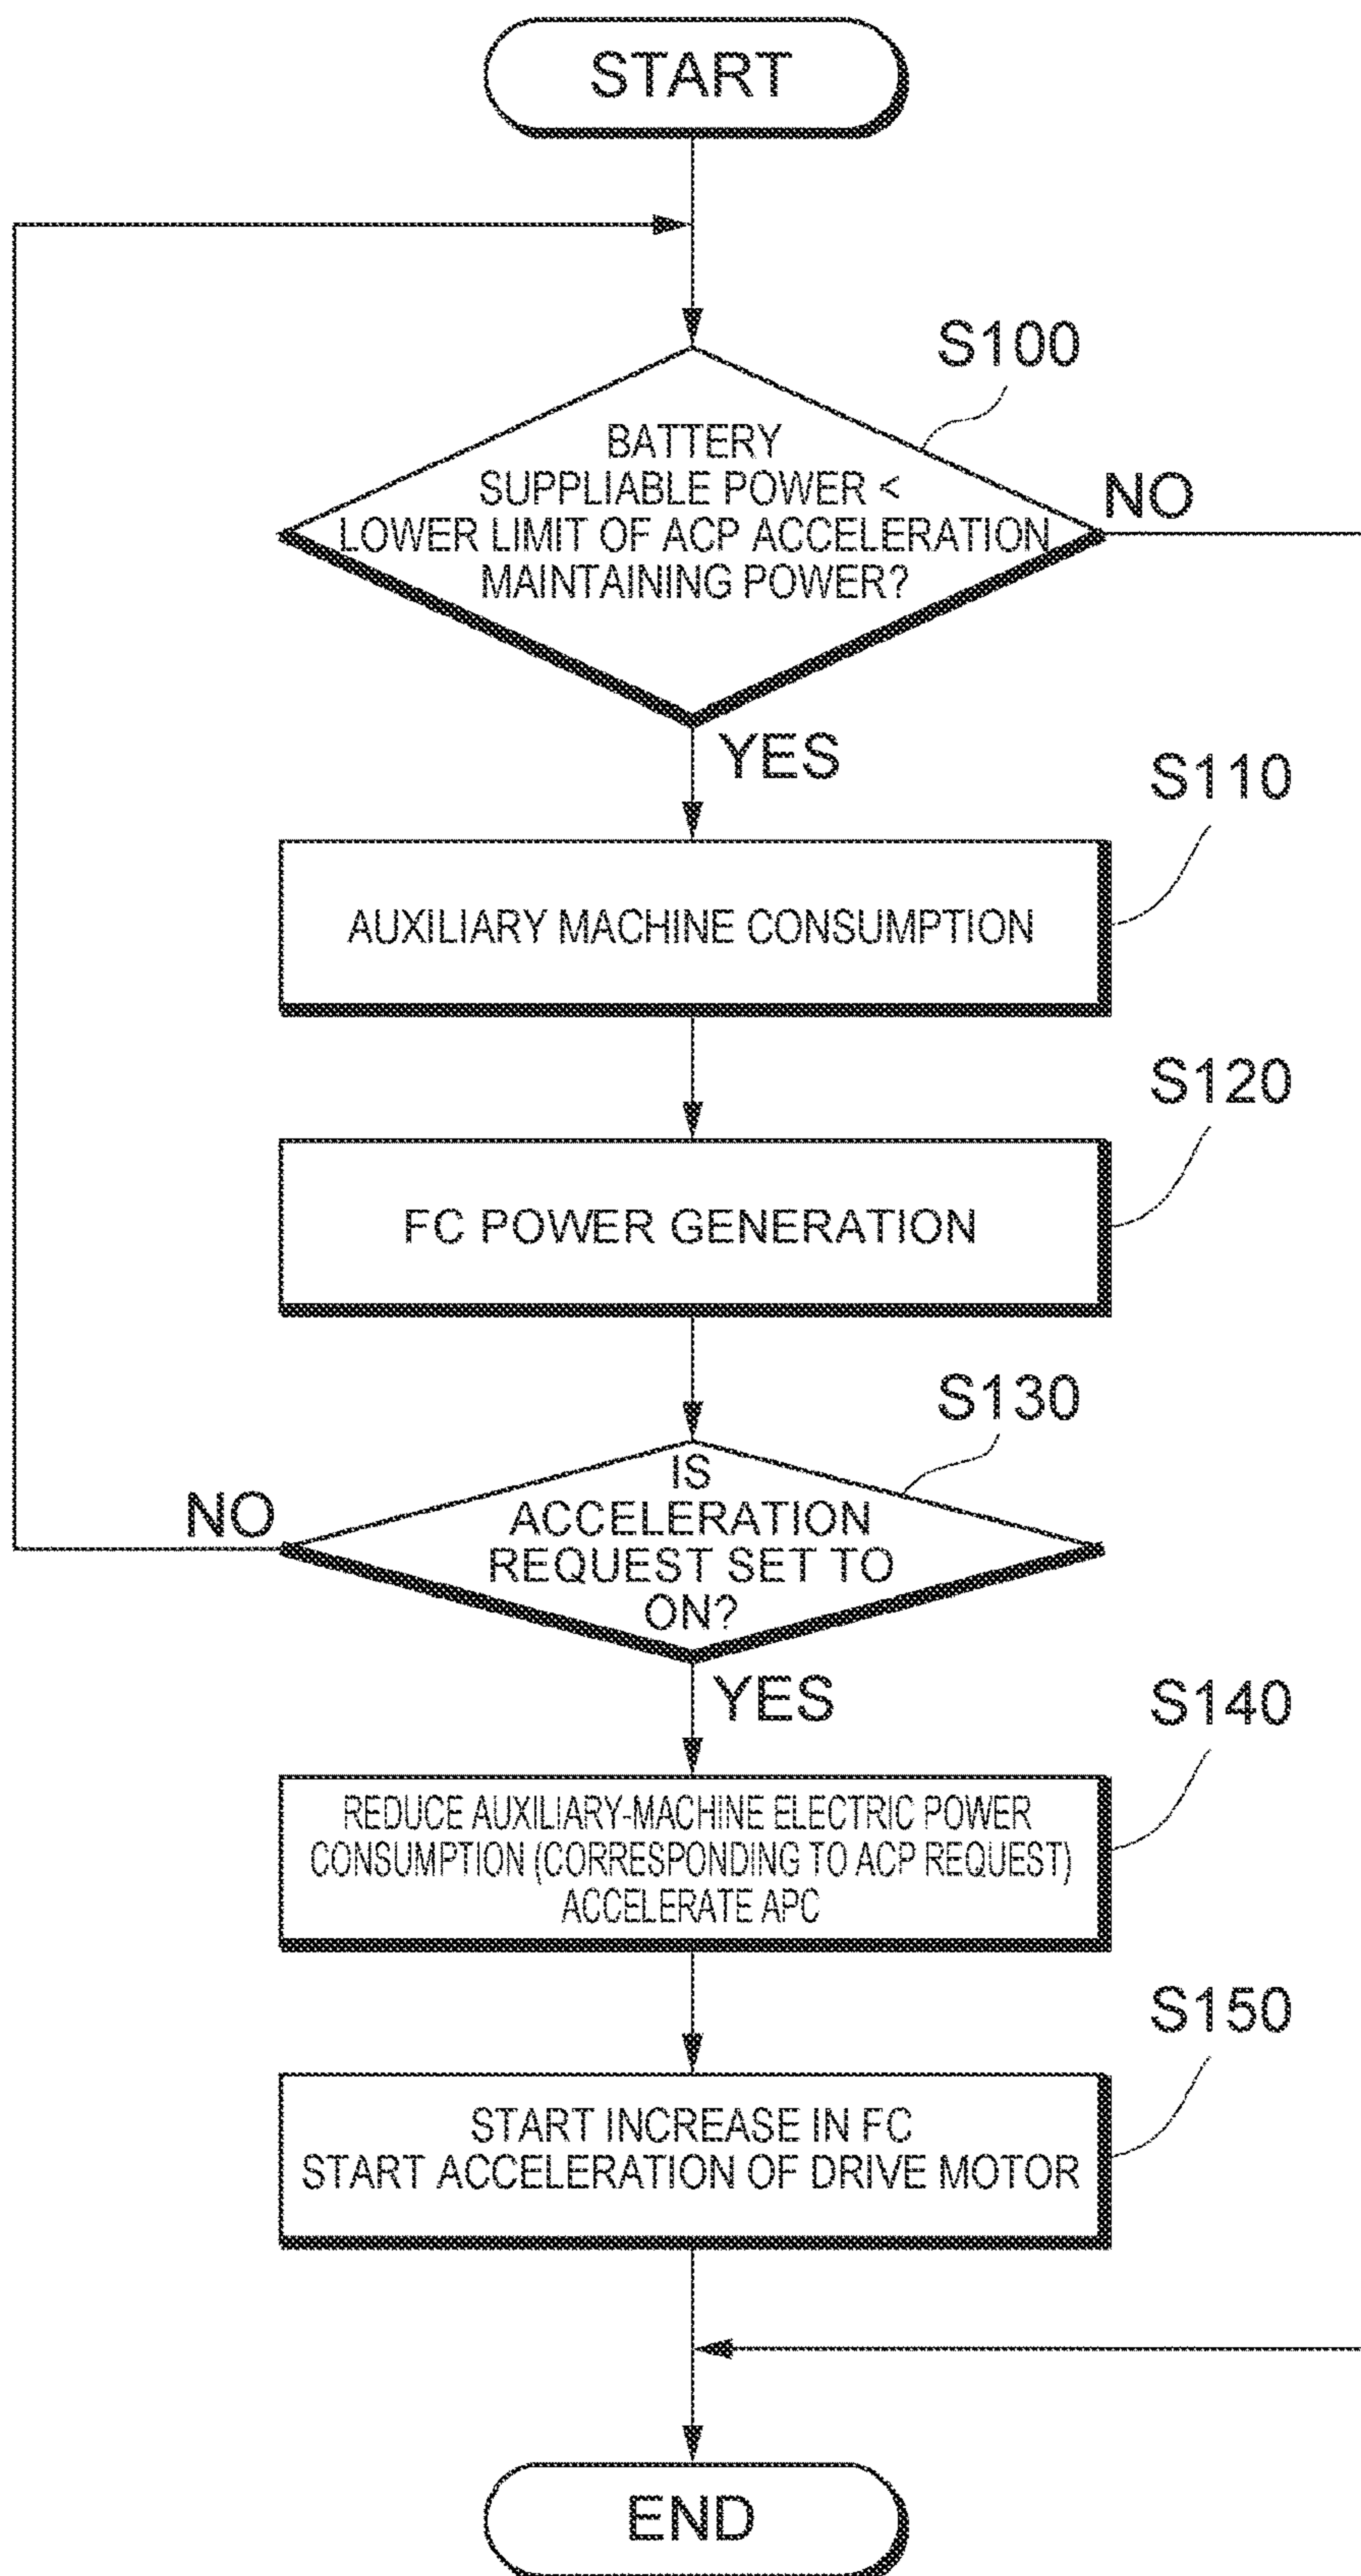 START
S100
BATTERY
SUPPLIABLE POWER <
LOWER LIMIT OF ACP ACCELERATION
MAINTAINING POWER?
NO
YES
S110
AUXILIARY MACHINE CONSUMPTION
S120
FC POWER GENERATION
S130
IS
ACCELERATION
REQUEST SET TO
ON?
NO
YES
S140
REDUCE AUXILIARY-MACHINE ELECTRIC POWER
CONSUMPTION (CORRESPONDING TO ACP REQUEST)
ACCELERATE APC
S150
START INCREASE IN FC
START ACCELERATION OF DRIVE MOTOR
END